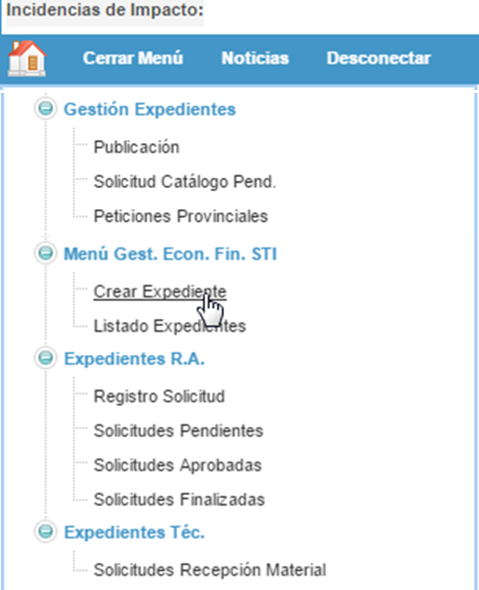 Incidencias de Impacto:
Cerrar Menú Noticias Desconectar
Gestión Expedientes
Publicación
Solicitud Catálogo Pend.
Peticiones Provinciales
Menú Gest. Econ. Fin. STI
Crear Expediente
Listado Expedientes
Expedientes R.A.
Registro Solicitud
Solicitudes Pendientes
Solicitudes Aprobadas
Solicitudes Finalizadas
Expedientes Téc.
Solicitudes Recepción Material